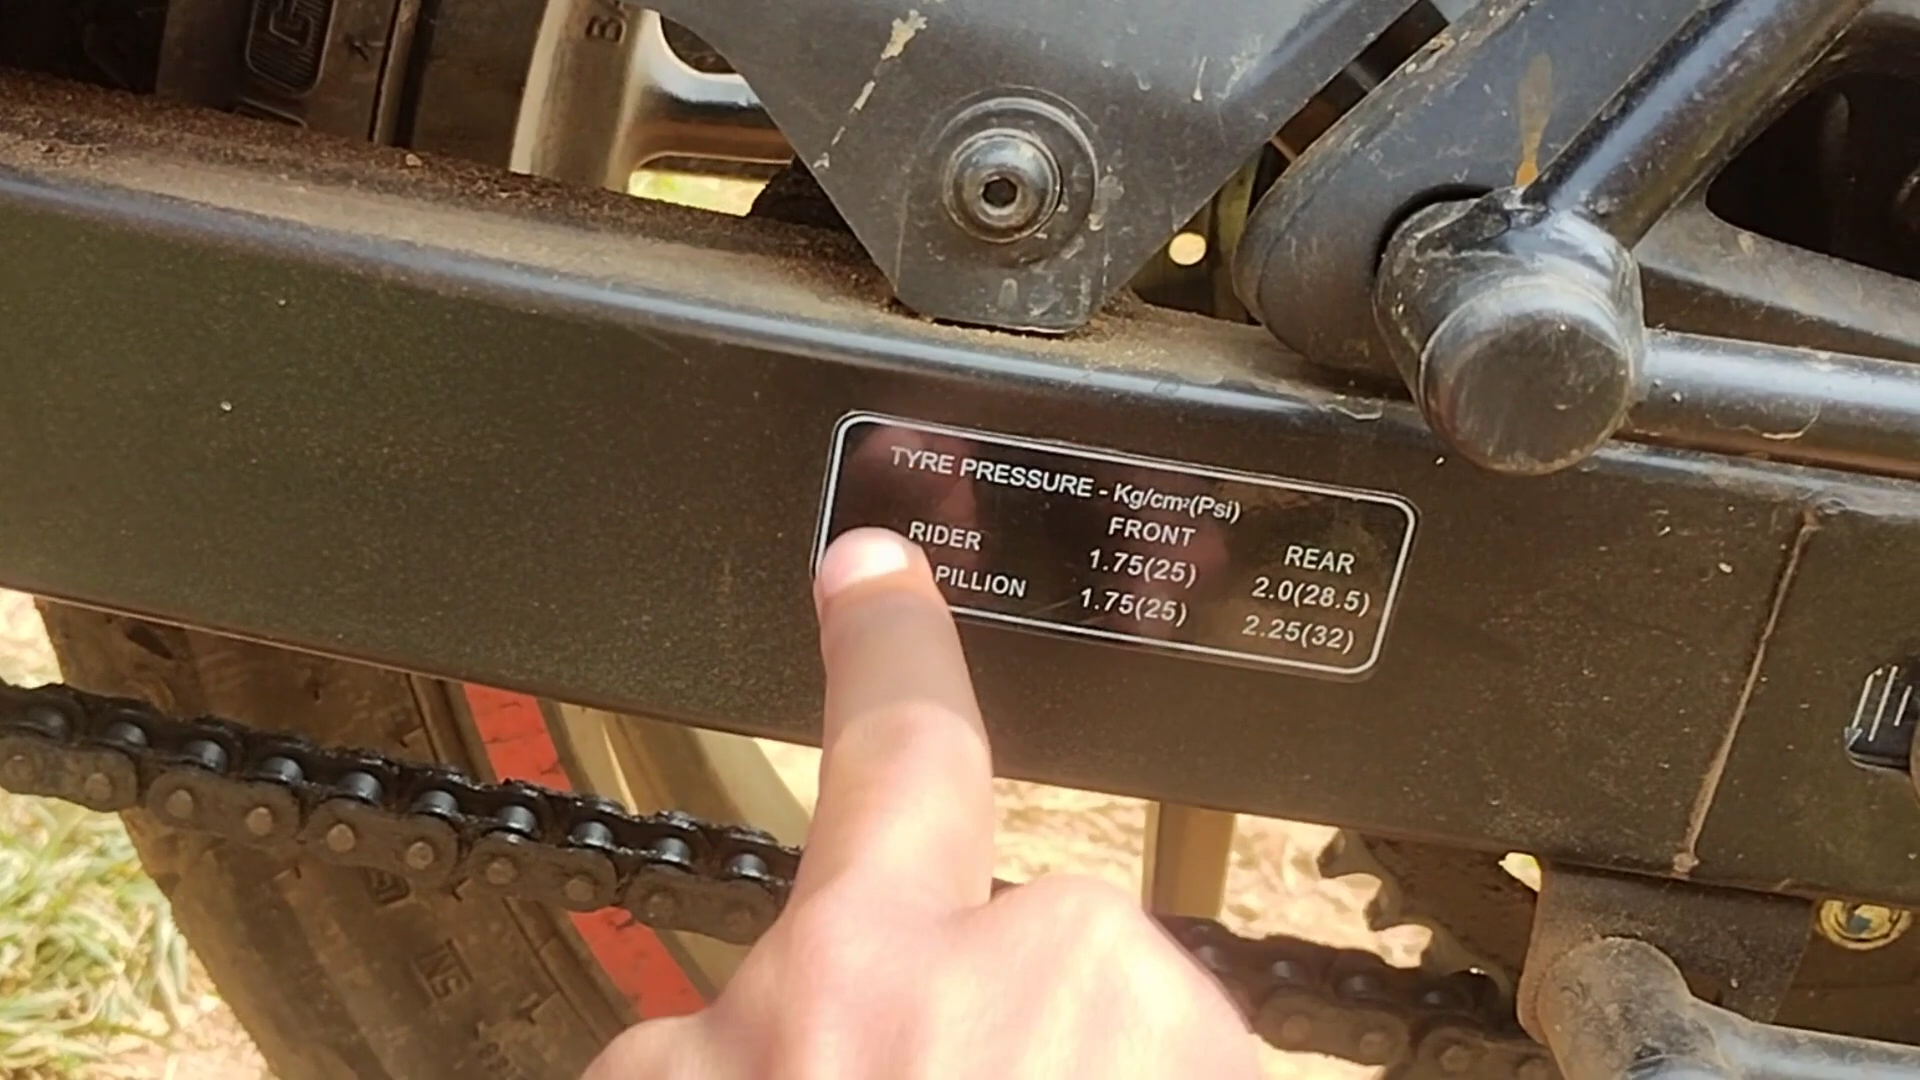 TYRE PRESSURE - Kg/cm²(Psi)
FRONT REAR
RIDER 1.75(25) 2.0(28.5)
PILLION 1.75(25) 2.25(32)